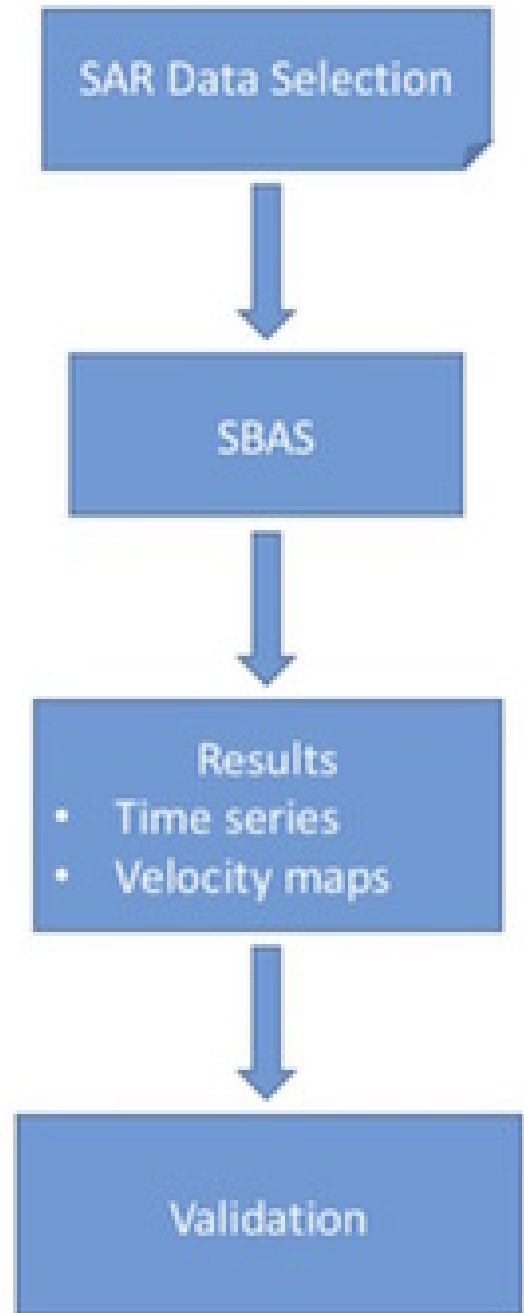 SAR Data Selection
SBAS
Results
• Time series
• Velocity maps
Validation